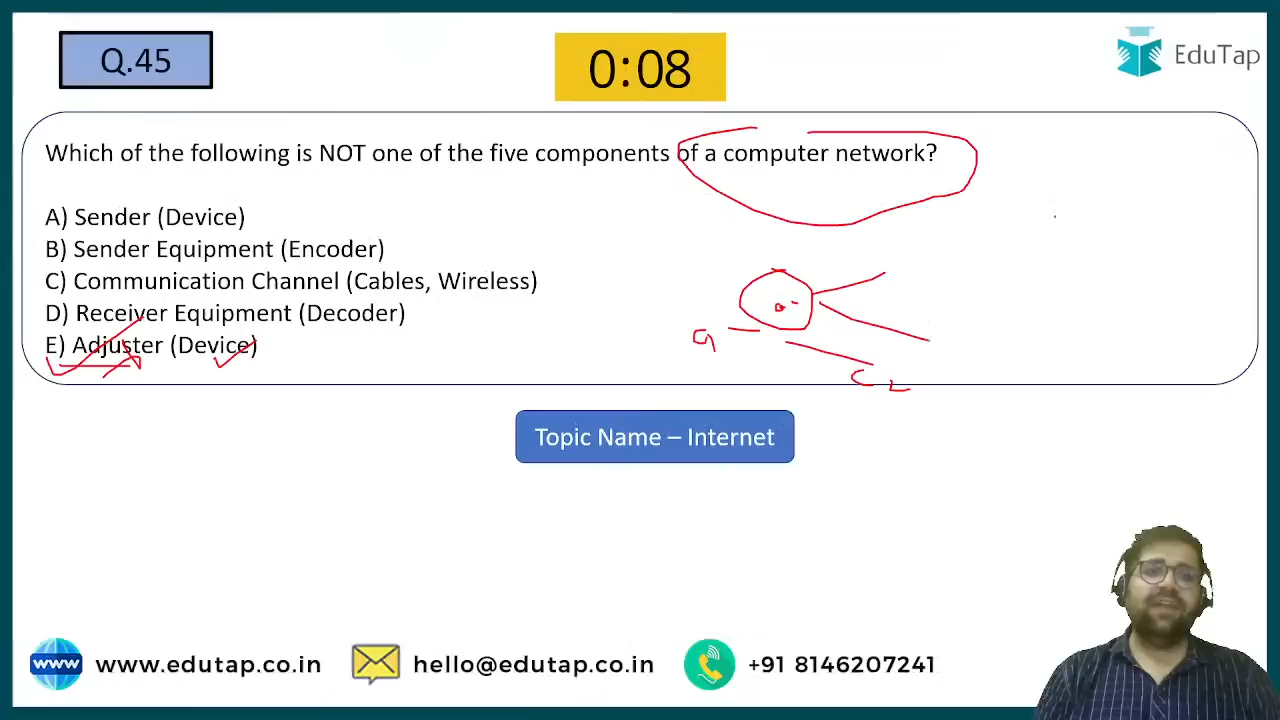 Q.45
0:08
EduTap
Which of the following is NOT one of the five components of a computer network?
A) Sender (Device)
B) Sender Equipment (Encoder)
C) Communication Channel (Cables, Wireless)
D) Receiver Equipment (Decoder)
E) Adjuster (Device)
Topic Name – Internet
www www.edutap.co.in hello@edutap.co.in +91 8146207241